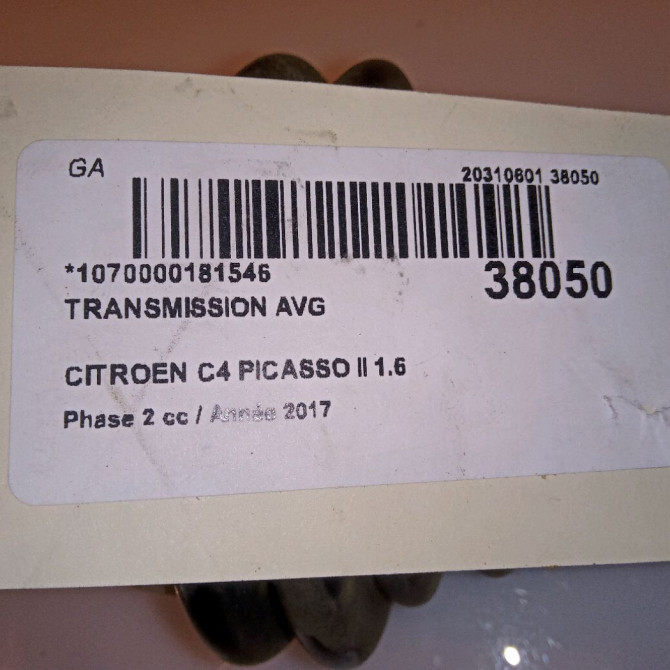 GA
20310601 38050
*1070000181546
38050
TRANSMISSION AVG
CITROEN C4 PICASSO II 1.6
Phase 2 cc / Année 2017